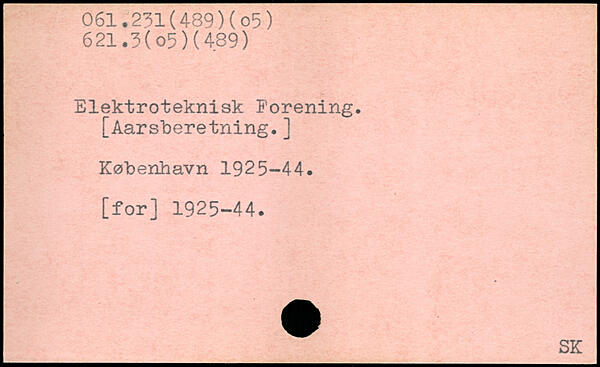 061.231(489)(o5)
621.3(o5)(489)
Elektroteknisk Forening.
[Aarsberetning.]
København 1925-44.
[for] 1925-44.
SK